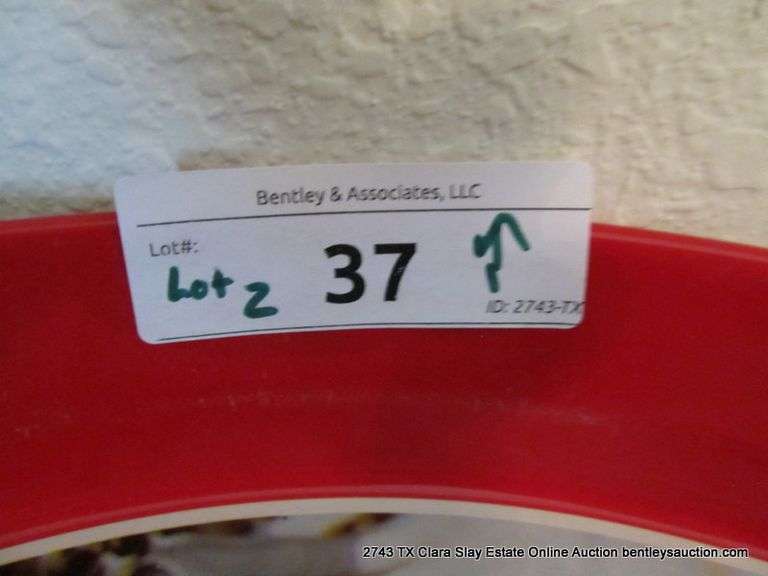 Bentley & Associates, LLC
Lot#:
37
Lot 2
ID: 2743-TX
2743 TX Clara Slay Estate Online Auction bentleysauction.com